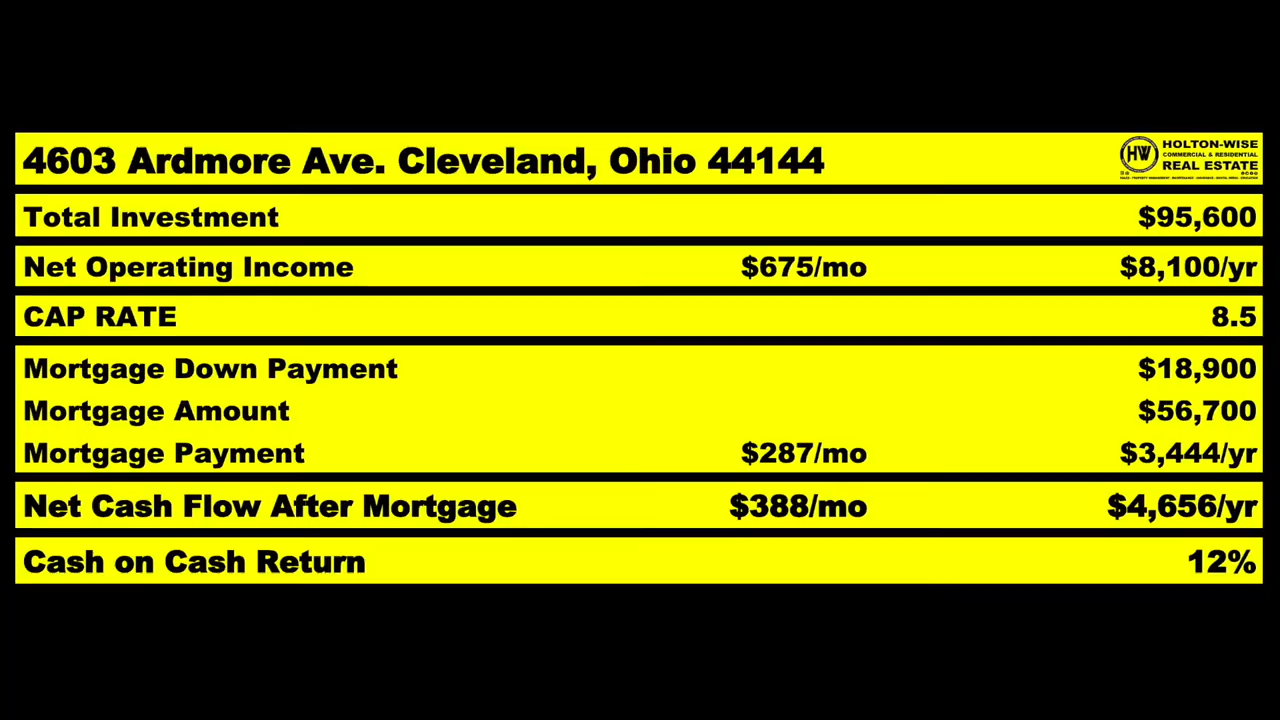 4603 Ardmore Ave. Cleveland, Ohio 44144
HW
HOLTON-WISE
COMMERCIAL & RESIDENTIAL
REAL ESTATE
Total Investment $95,600
Net Operating Income $675/mo $8,100/yr
CAP RATE 8.5
Mortgage Down Payment $18,900
Mortgage Amount $56,700
Mortgage Payment $287/mo $3,444/yr
Net Cash Flow After Mortgage $388/mo $4,656/yr
Cash on Cash Return 12%